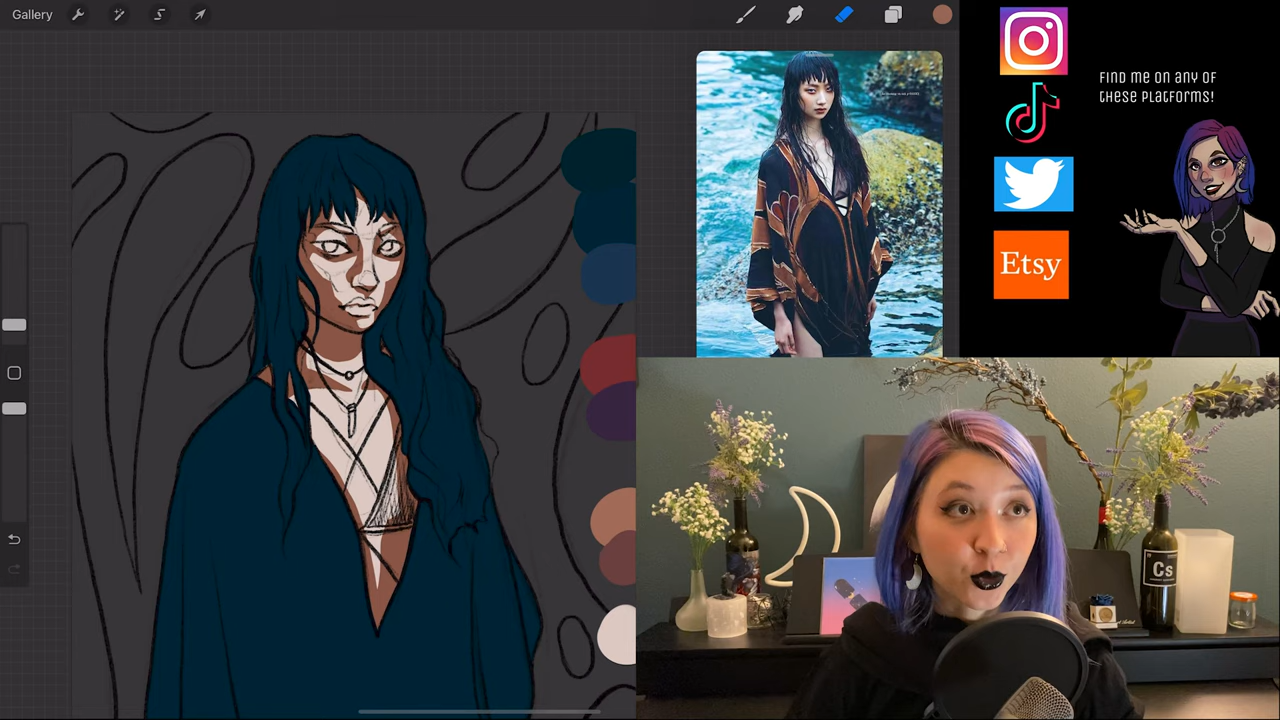 Gallery
FIND ME ON ANY OF
THESE PLATFORMS!
Etsy
Cs